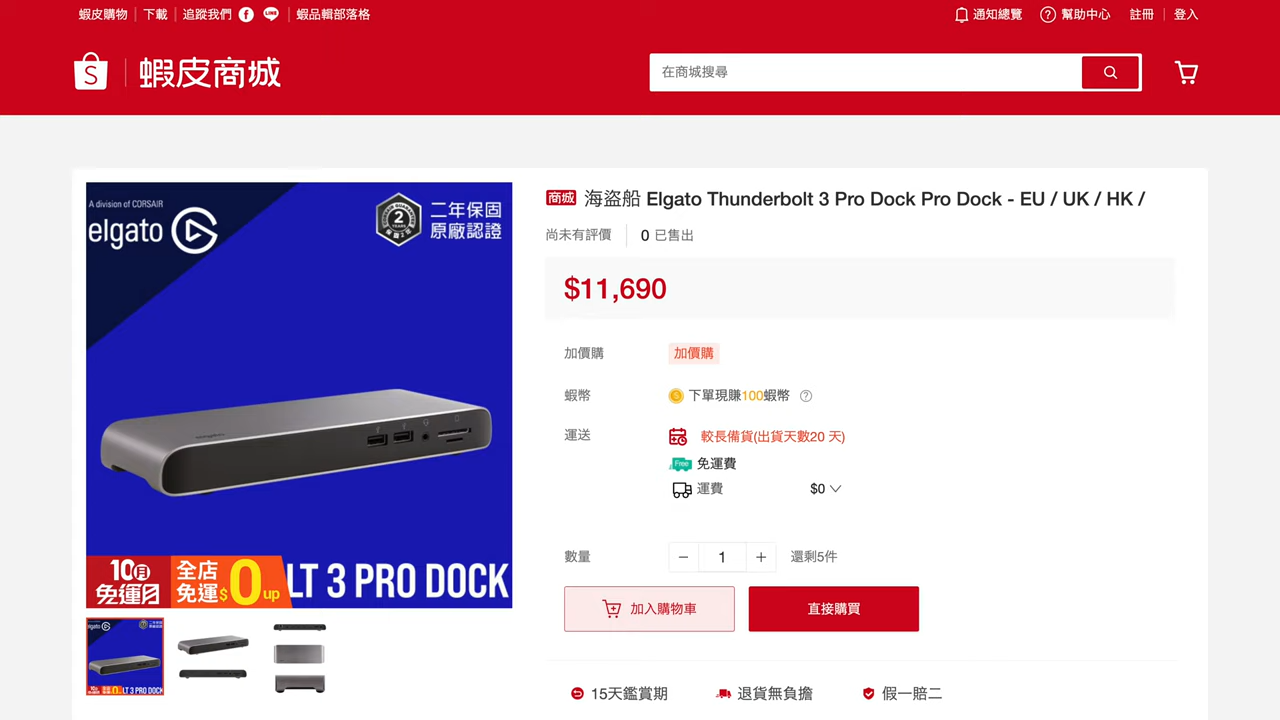 蝦皮購物 下載 追蹤我們 蝦品輯部落格 通知總覽 幫助中心 註冊 登入
蝦皮商城 在商城搜尋
A division of CORSAIR
elgato
2
二年保固
原廠認證
10月
免運月
全店
免運$0up
LT 3 PRO DOCK
商城 海盜船 Elgato Thunderbolt 3 Pro Dock Pro Dock - EU / UK / HK /
尚未有評價 0 已售出
$11,690
加價購 加價購
蝦幣 下單現賺100蝦幣
運送 較長備貨(出貨天數20 天)
Free 免運費
運費 $0
數量 1 還剩5件
加入購物車 直接購買
15天鑑賞期 退貨無負擔 假一賠二